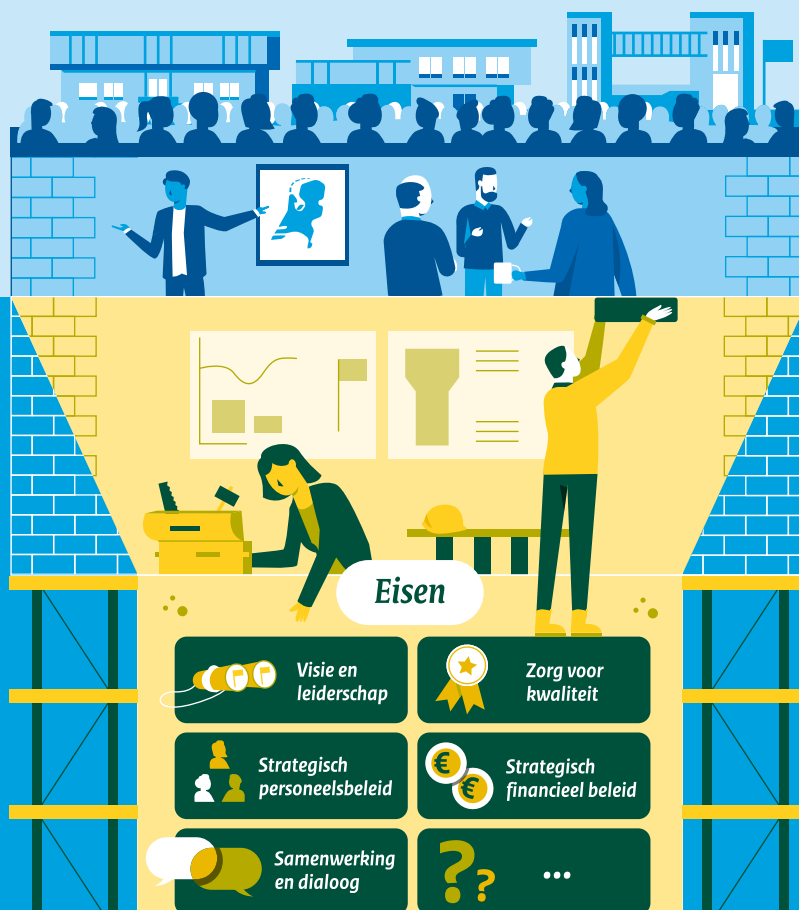 Eisen
Visie en
leiderschap
Zorg voor
kwaliteit
Strategisch
personeelsbeleid
€
€
Strategisch
financieel beleid
Samenwerking
en dialoog
? ?
...